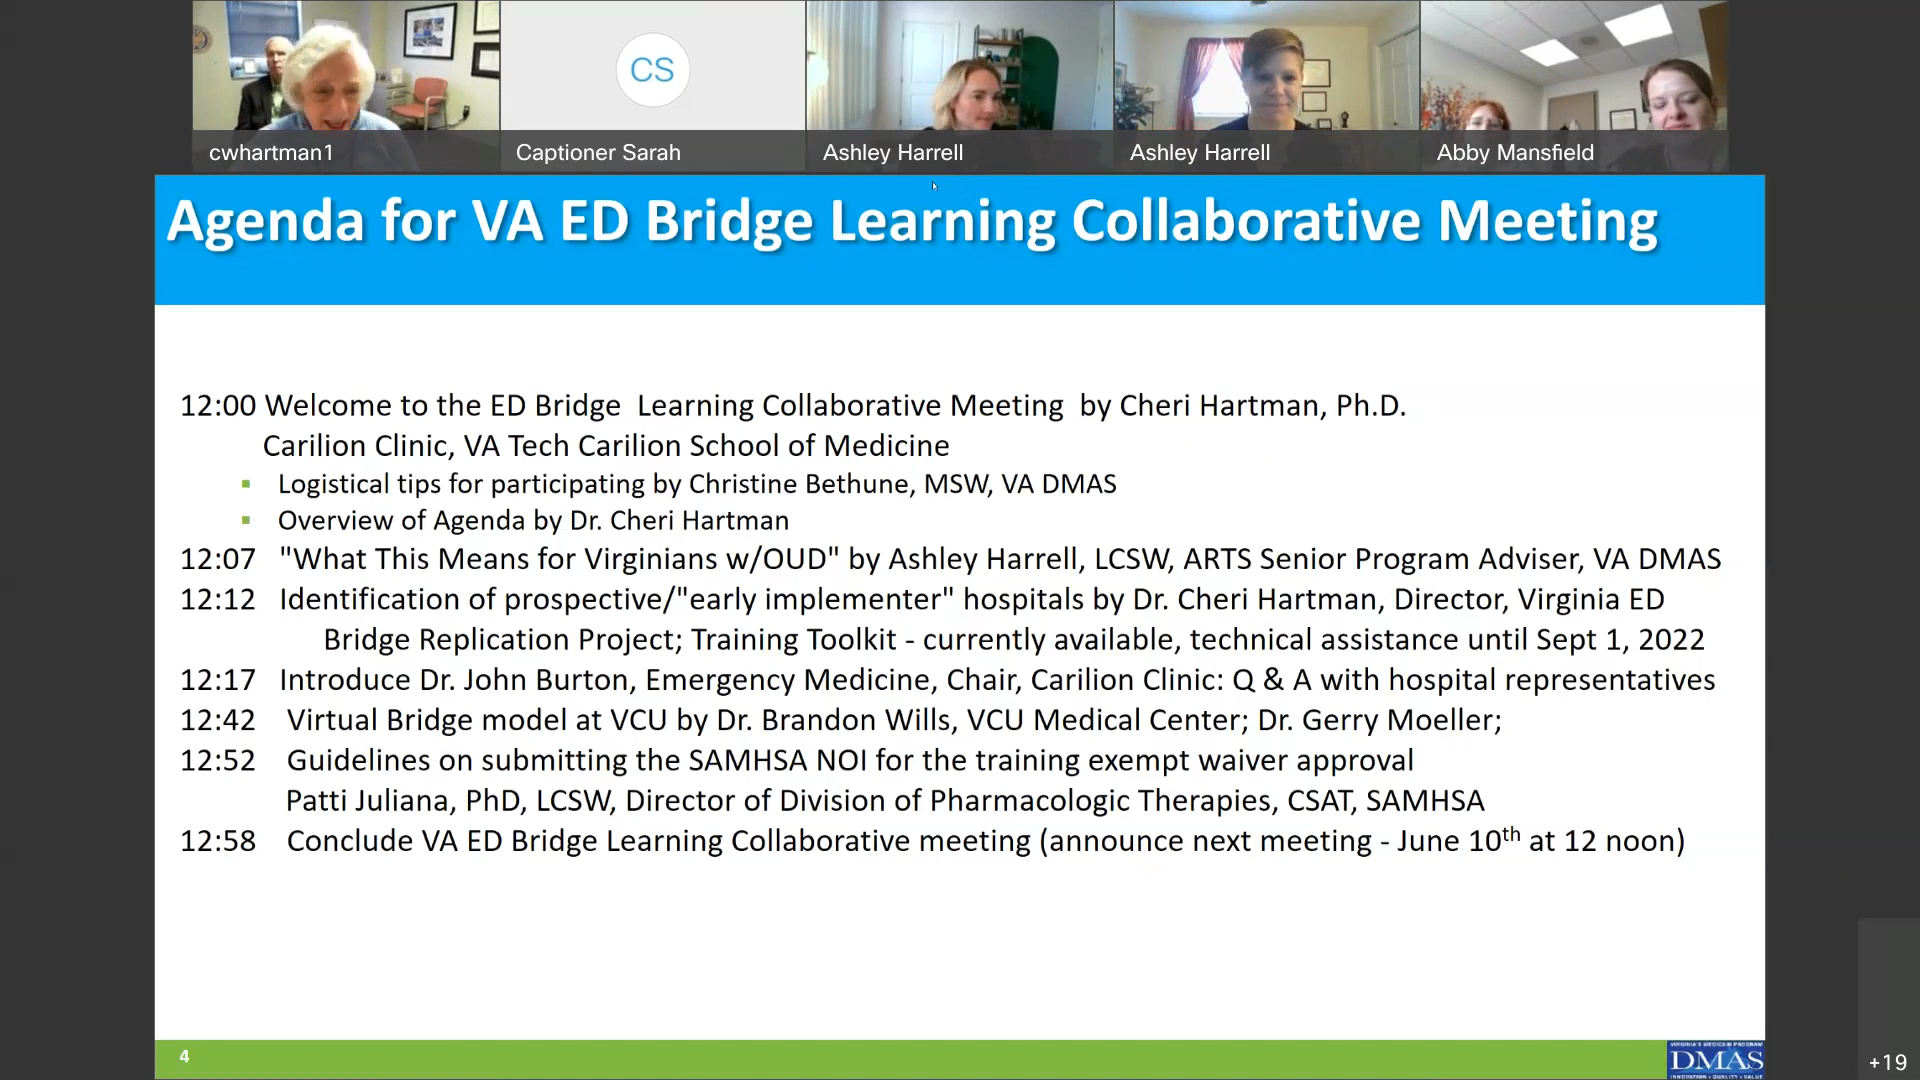 CS
cwhartman1
Captioner Sarah
Ashley Harrell
Ashley Harrell
Abby Mansfield
Agenda for VA ED Bridge Learning Collaborative Meeting
12:00 Welcome to the ED Bridge  Learning Collaborative Meeting  by Cheri Hartman, Ph.D.
Carilion Clinic, VA Tech Carilion School of Medicine
▪ Logistical tips for participating by Christine Bethune, MSW, VA DMAS
▪ Overview of Agenda by Dr. Cheri Hartman
12:07 "What This Means for Virginians w/OUD" by Ashley Harrell, LCSW, ARTS Senior Program Adviser, VA DMAS
12:12 Identification of prospective/"early implementer" hospitals by Dr. Cheri Hartman, Director, Virginia ED
Bridge Replication Project; Training Toolkit - currently available, technical assistance until Sept 1, 2022
12:17 Introduce Dr. John Burton, Emergency Medicine, Chair, Carilion Clinic: Q & A with hospital representatives
12:42 Virtual Bridge model at VCU by Dr. Brandon Wills, VCU Medical Center; Dr. Gerry Moeller;
12:52 Guidelines on submitting the SAMHSA NOI for the training exempt waiver approval
Patti Juliana, PhD, LCSW, Director of Division of Pharmacologic Therapies, CSAT, SAMHSA
12:58 Conclude VA ED Bridge Learning Collaborative meeting (announce next meeting - June 10th at 12 noon)
4
VIRGINIA'S MEDICAID PROGRAM
DMAS
INNOVATION • QUALITY • VALUE
+19